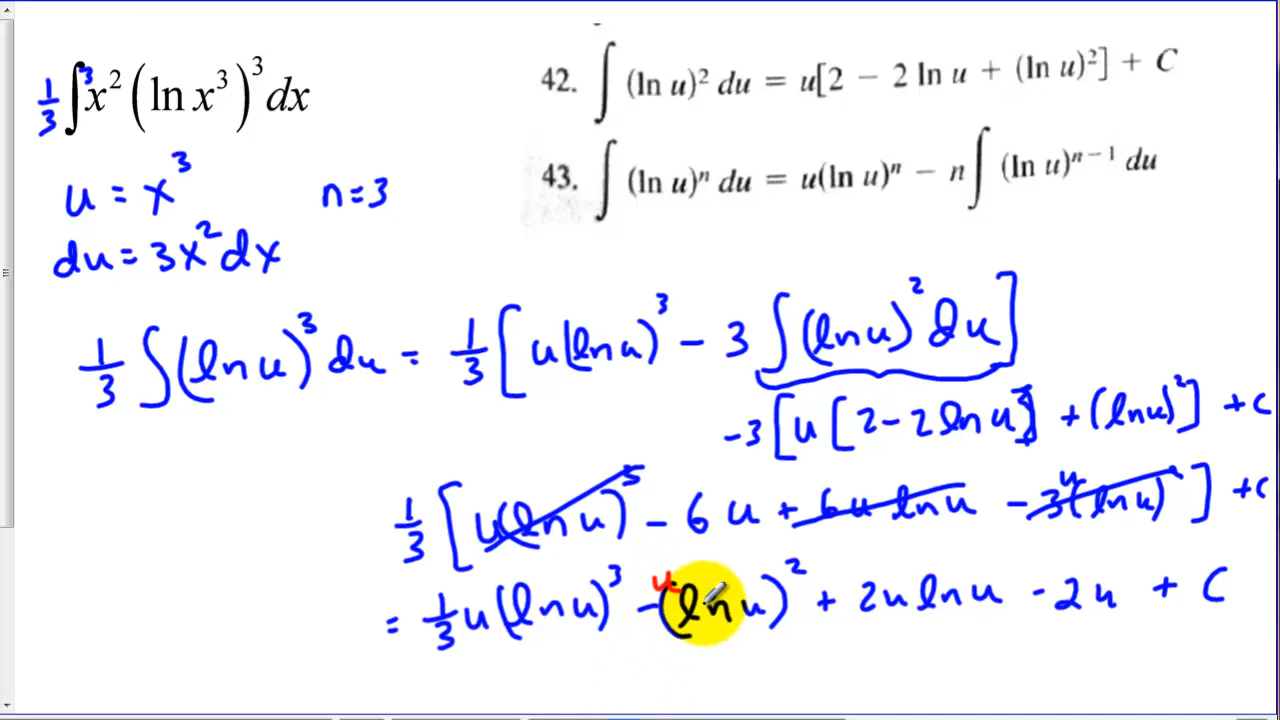 1/3 ∫ 3 x² (ln x³)³ dx
42. ∫ (ln u)² du = u[2 − 2 ln u + (ln u)²] + C
43. ∫ (ln u)ⁿ du = u(ln u)ⁿ − n ∫ (ln u)ⁿ⁻¹ du
u = x³ n=3
du = 3x² dx
1/3 ∫ (ln u)³ du = 1/3 [ u(ln u)³ − 3 ∫ (ln u)² du ]
−3 [ u [ 2 − 2 ln u ] + (ln u)² ] + C
1/3 [ u(ln u)³ − 6u + 6u ln u − 3u(ln u)² ] + C
= 1/3 u (ln u)³ − u (ln u)² + 2u ln u − 2u + C